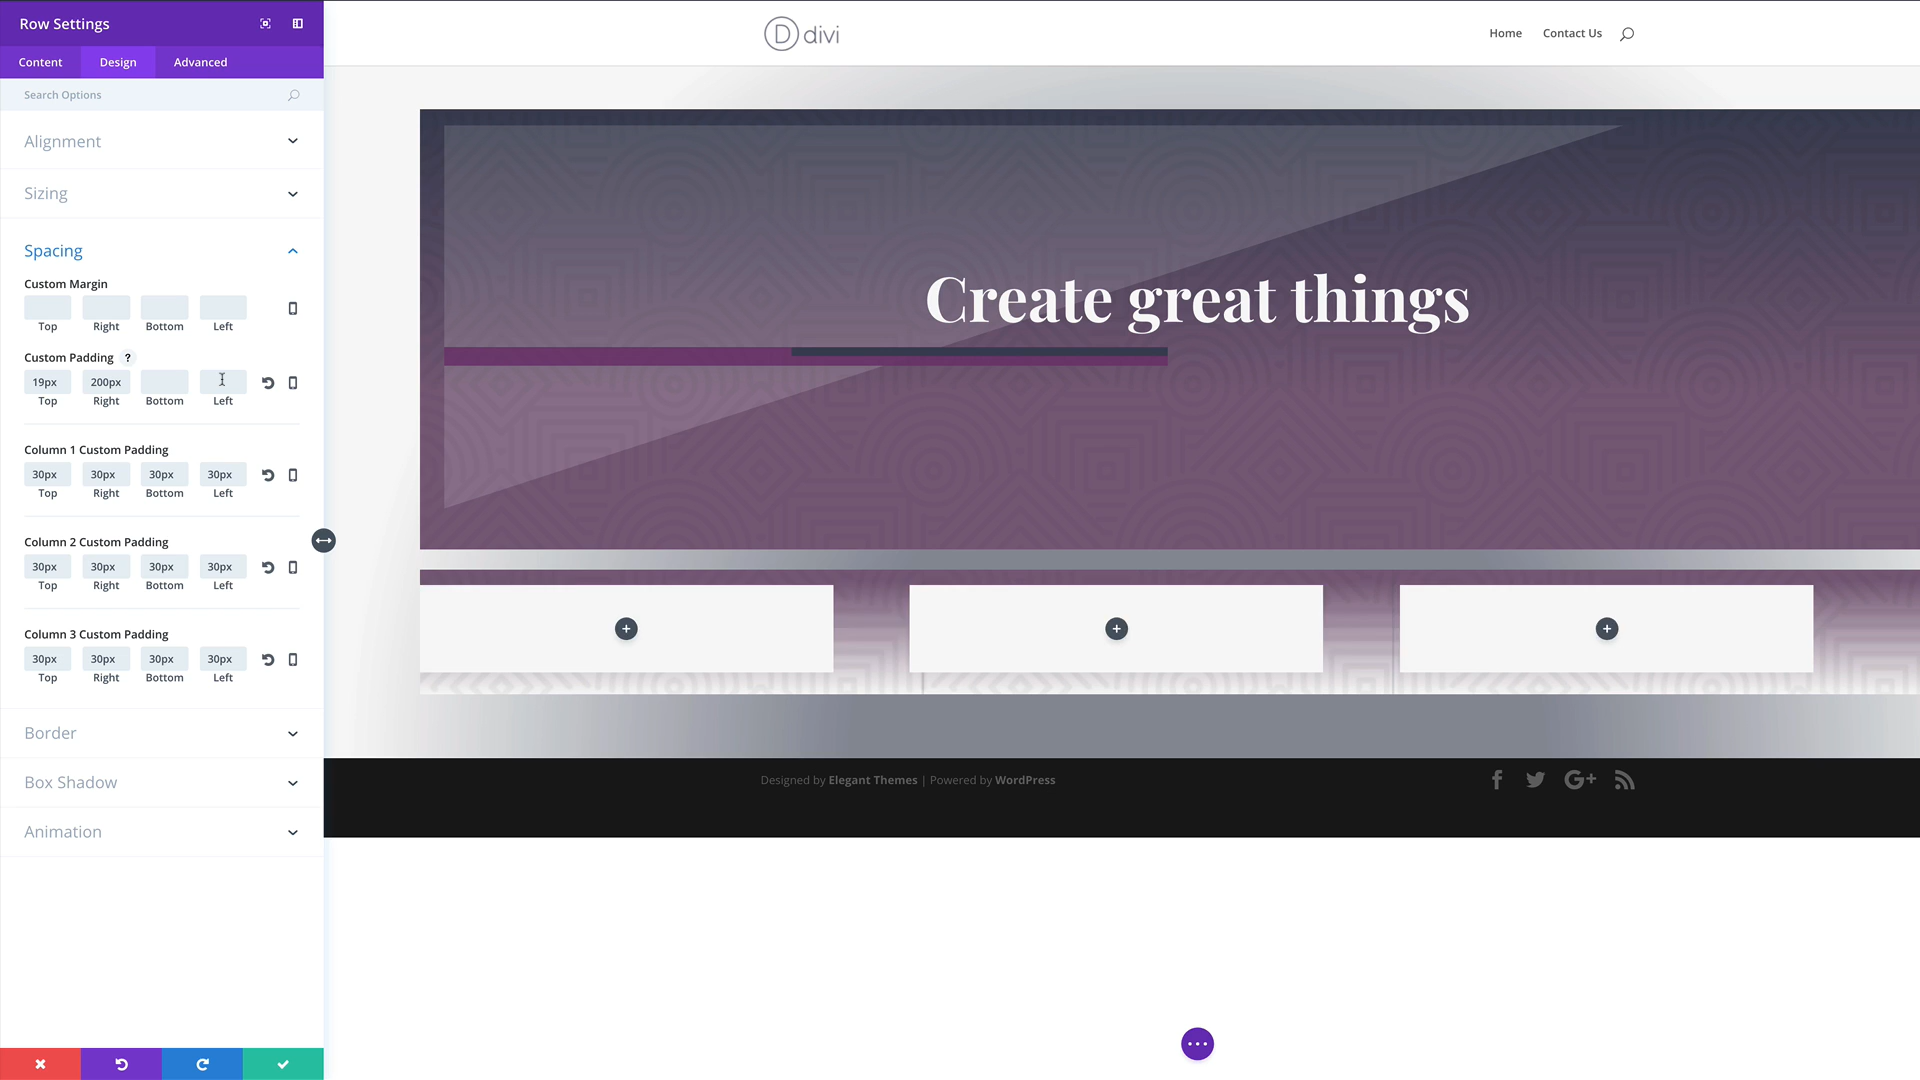 Row Settings
Content Design Advanced
Search Options
Alignment
Sizing
Spacing
Custom Margin
Top Right Bottom Left
Custom Padding ?
19px 200px
Top Right Bottom Left
Column 1 Custom Padding
30px 30px 30px 30px
Top Right Bottom Left
Column 2 Custom Padding
30px 30px 30px 30px
Top Right Bottom Left
Column 3 Custom Padding
30px 30px 30px 30px
Top Right Bottom Left
Border
Box Shadow
Animation
D divi
Home Contact Us
Create great things
Designed by Elegant Themes | Powered by WordPress
G+